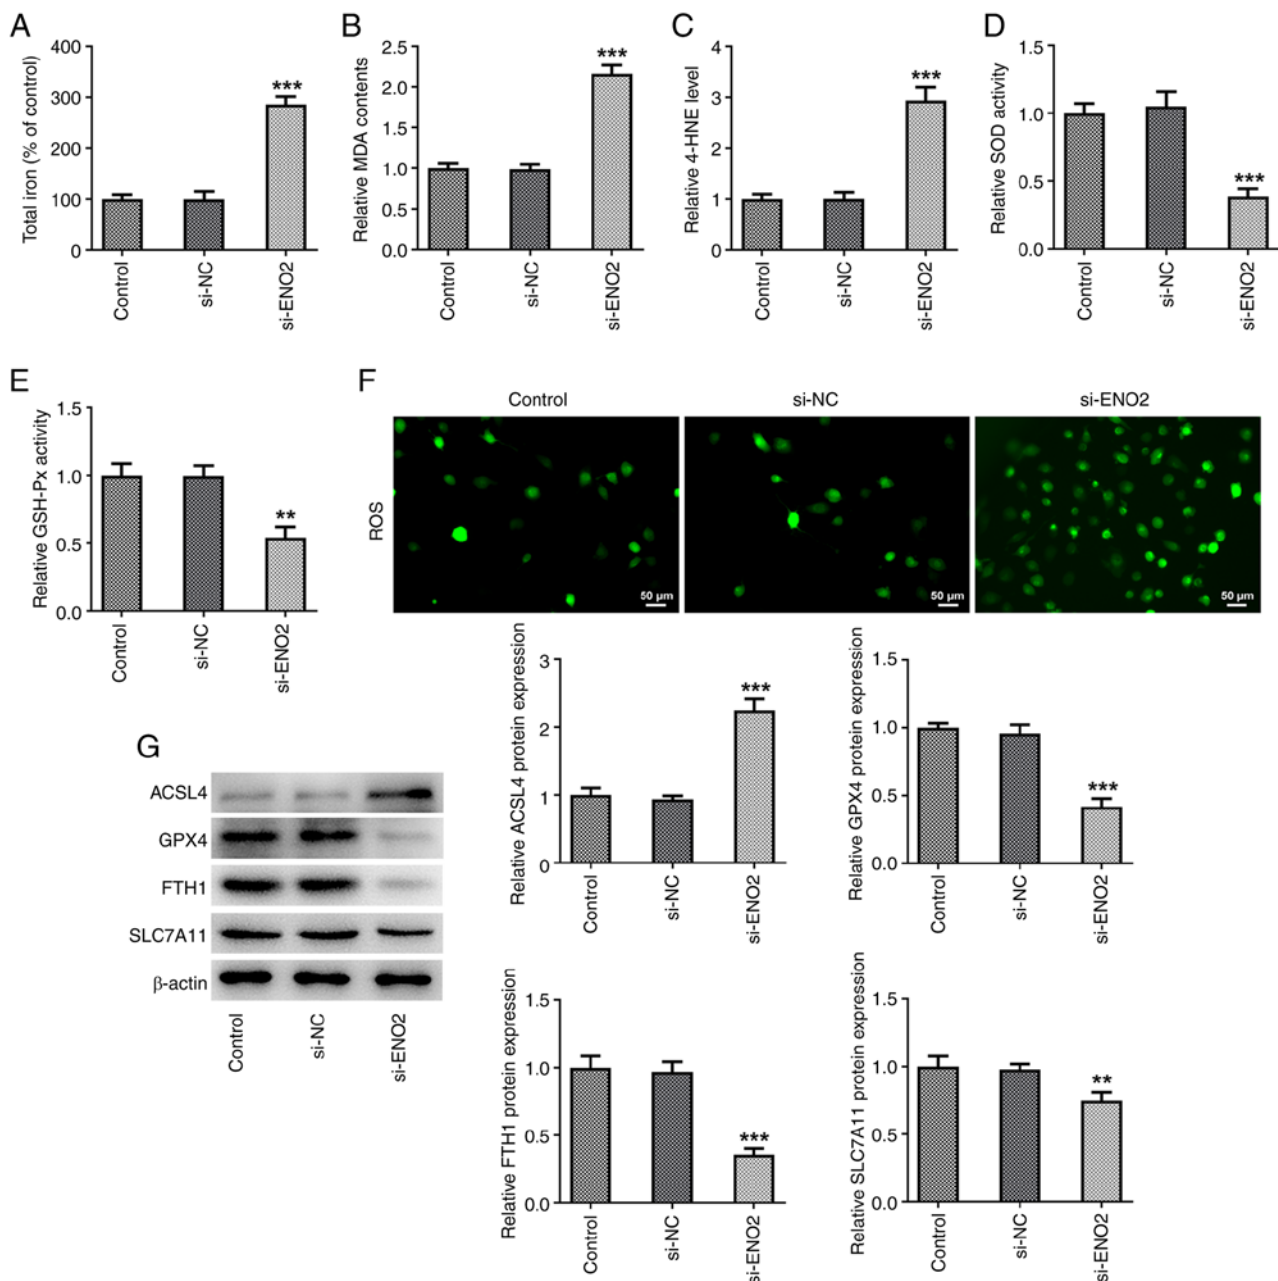 A
Total iron (% of control)
400
300
200
100
0
***
Control
si-NC
si-ENO2
B
Relative MDA contents
2.5
2.0
1.5
1.0
0.5
0.0
***
Control
si-NC
si-ENO2
C
Relative 4-HNE level
4
3
2
1
0
***
Control
si-NC
si-ENO2
D
Relative SOD activity
1.5
1.0
0.5
0.0
***
Control
si-NC
si-ENO2
E
Relative GSH-Px activity
1.5
1.0
0.5
0.0
**
Control
si-NC
si-ENO2
F
Control
si-NC
si-ENO2
ROS
50 µm
50 µm
50 µm
G
ACSL4
GPX4
FTH1
SLC7A11
β-actin
Control
si-NC
si-ENO2
Relative ACSL4 protein expression
3
2
1
0
***
Control
si-NC
si-ENO2
Relative GPX4 protein expression
1.5
1.0
0.5
0.0
***
Control
si-NC
si-ENO2
Relative FTH1 protein expression
1.5
1.0
0.5
0.0
***
Control
si-NC
si-ENO2
Relative SLC7A11 protein expression
1.5
1.0
0.5
0.0
**
Control
si-NC
si-ENO2